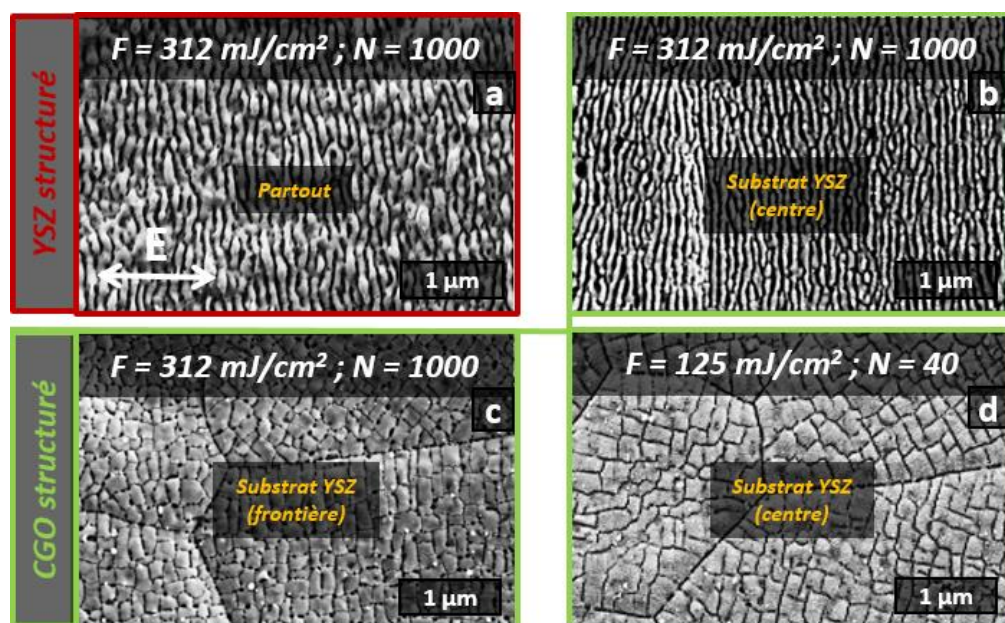 YSZ structuré
F = 312 mJ/cm² ; N = 1000
a
Partout
E
1 µm
F = 312 mJ/cm² ; N = 1000
b
Substrat YSZ
(centre)
1 µm
CGO structuré
F = 312 mJ/cm² ; N = 1000
c
Substrat YSZ
(frontière)
1 µm
F = 125 mJ/cm² ; N = 40
d
Substrat YSZ
(centre)
1 µm